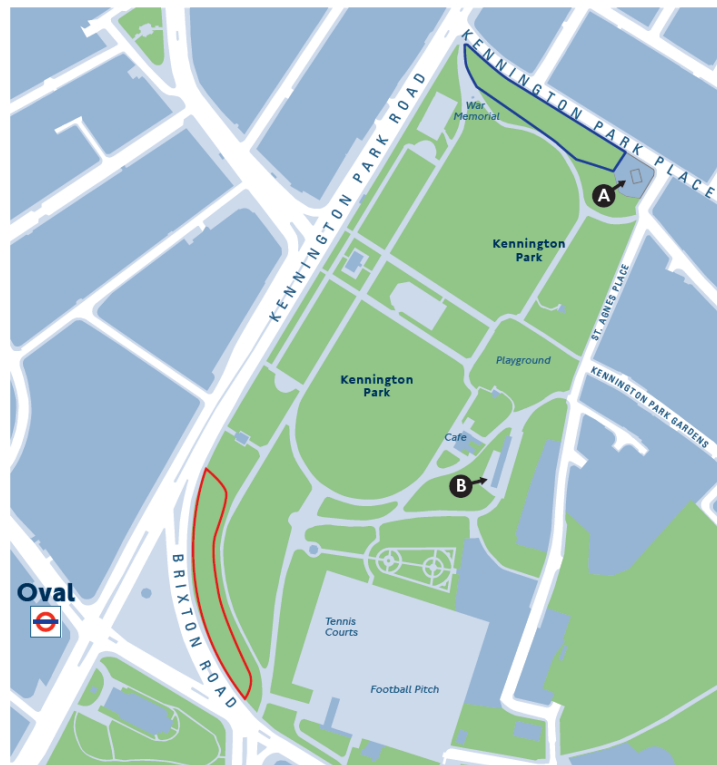 KENNINGTON PARK PLACE
KENNINGTON PARK ROAD
War
Memorial
A
Kennington
Park
ST. AGNES PLACE
Playground
KENNINGTON PARK GARDENS
Kennington
Park
Cafe
B
BRIXTON ROAD
Oval
Tennis
Courts
Football Pitch